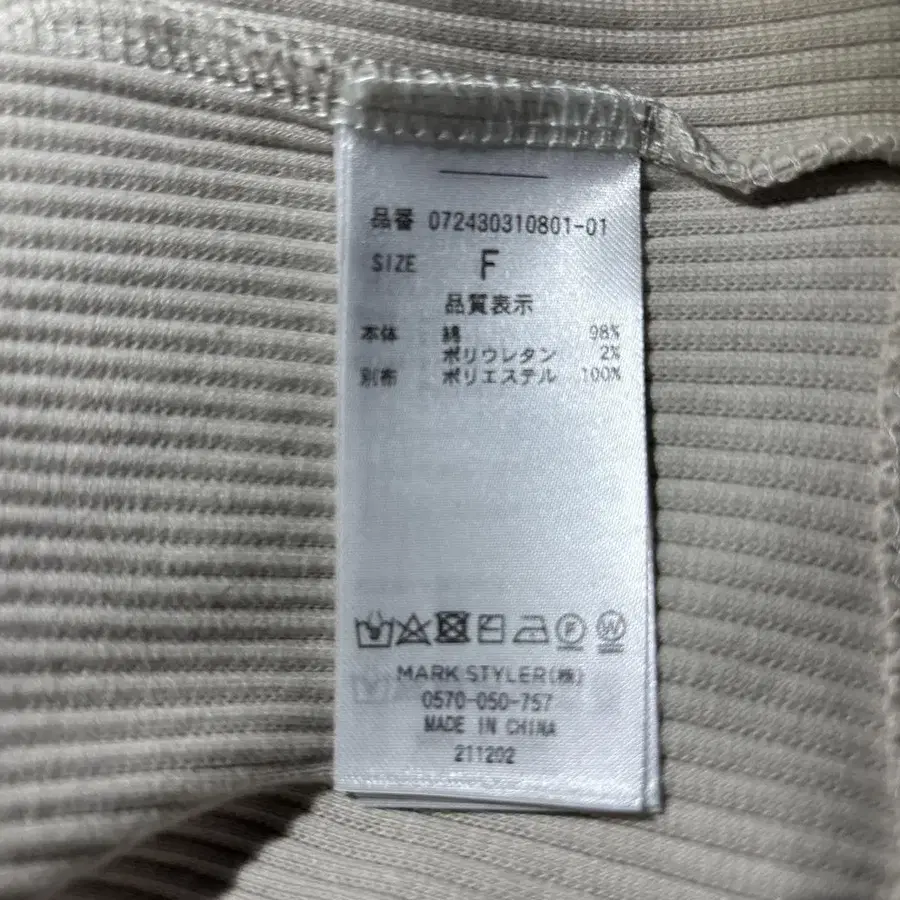 品番 072430310801-01
SIZE F
品質表示
本体 綿 98%
ポリウレタン 2%
別布 ポリエステル 100%
F W
MARK STYLER(株)
0570-050-757
MADE IN CHINA
211202